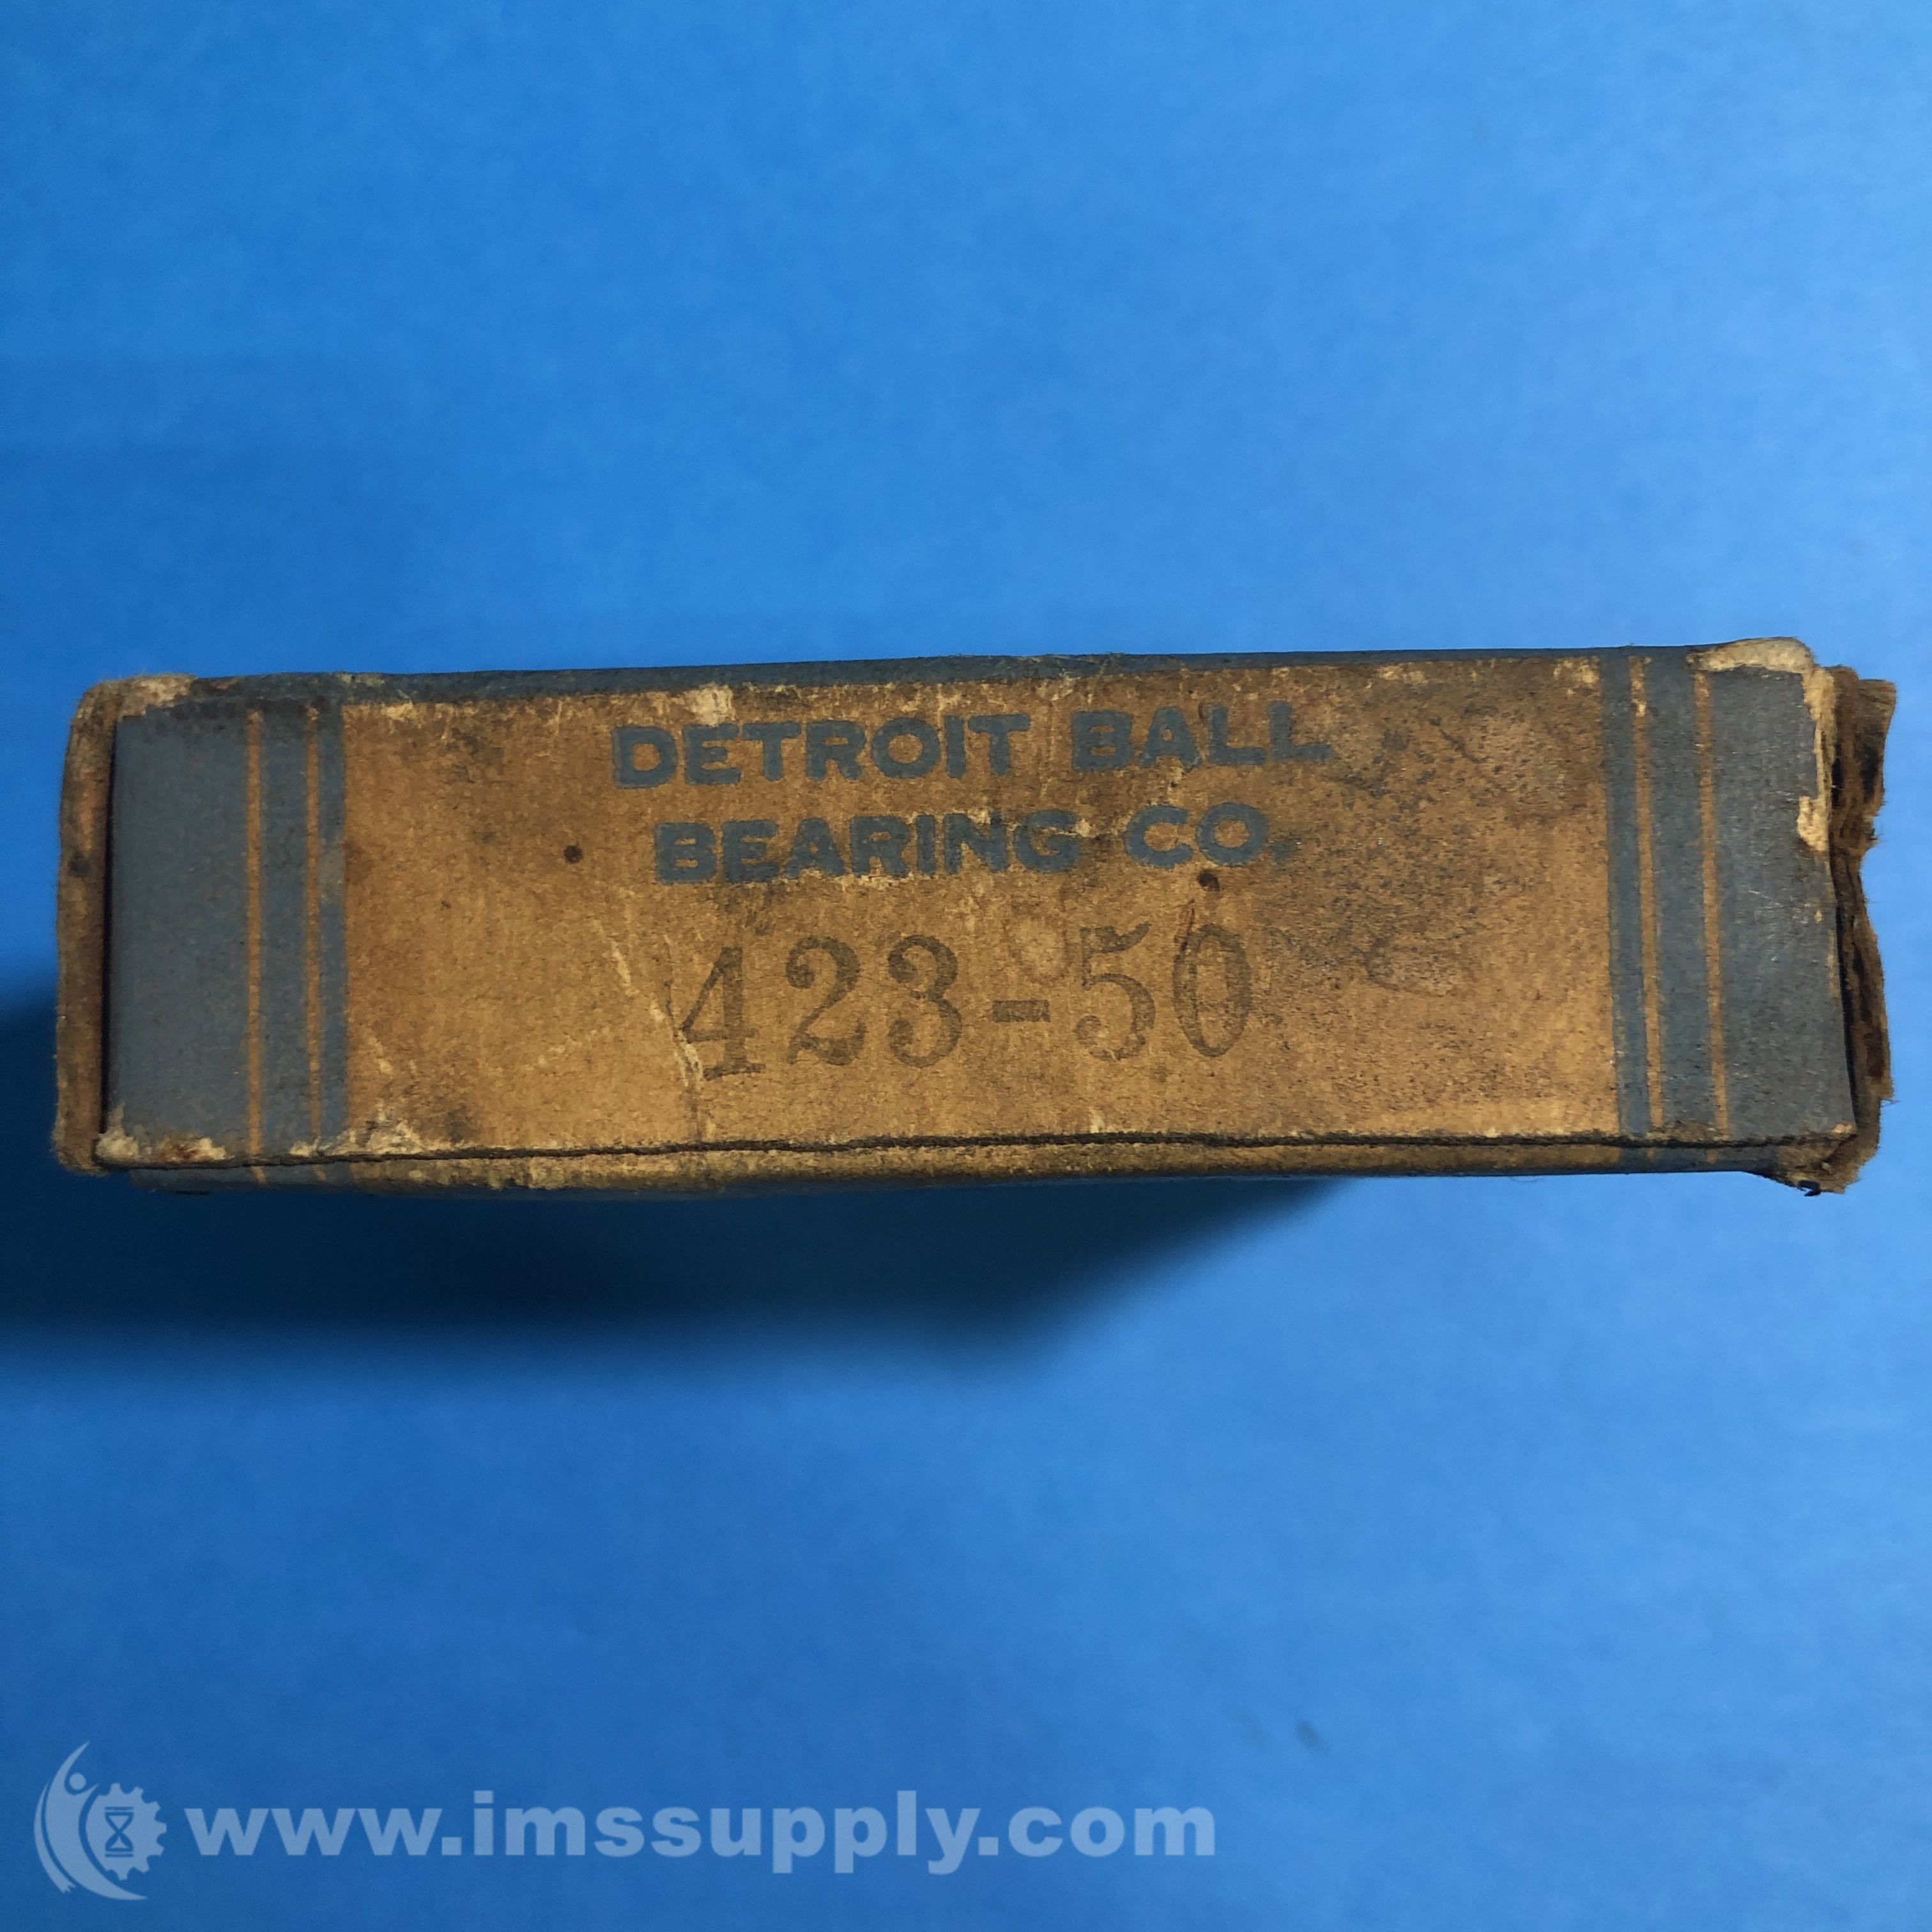 DETROIT BALL
BEARING CO.
423-50
www.imssupply.com